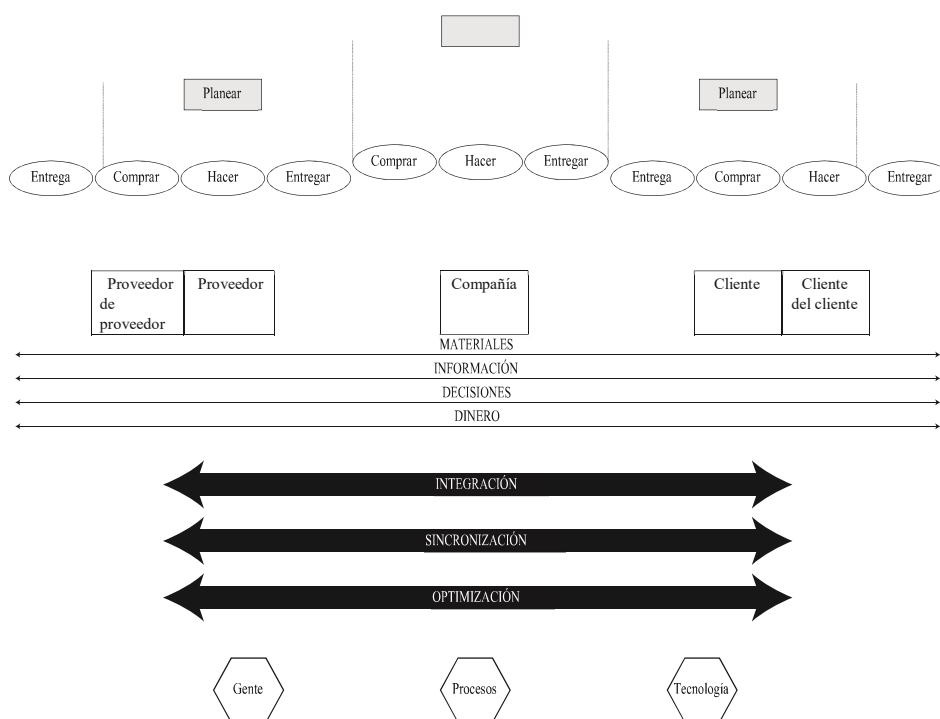 Planear
Planear
Comprar
Hacer
Entregar
Entrega
Comprar
Hacer
Entregar
Entrega
Comprar
Hacer
Entregar
Proveedor
de
proveedor
Proveedor
Compañía
Cliente
Cliente
del cliente
MATERIALES
INFORMACIÓN
DECISIONES
DINERO
INTEGRACIÓN
SINCRONIZACIÓN
OPTIMIZACIÓN
Gente
Procesos
Tecnología